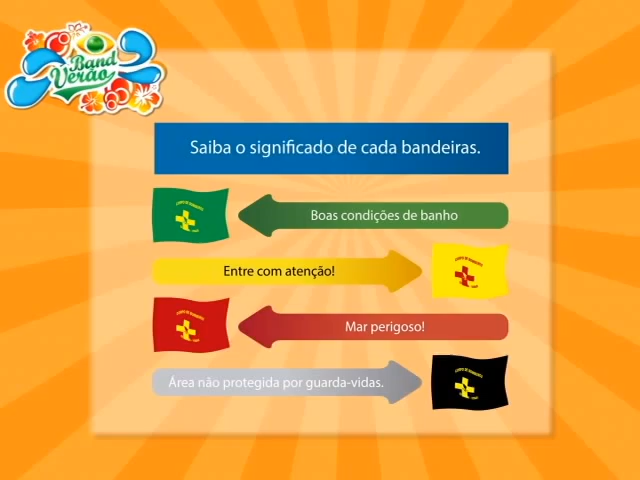 Band
Verão
Saiba o significado de cada bandeiras.
Boas condições de banho
Entre com atenção!
Mar perigoso!
Área não protegida por guarda-vidas.